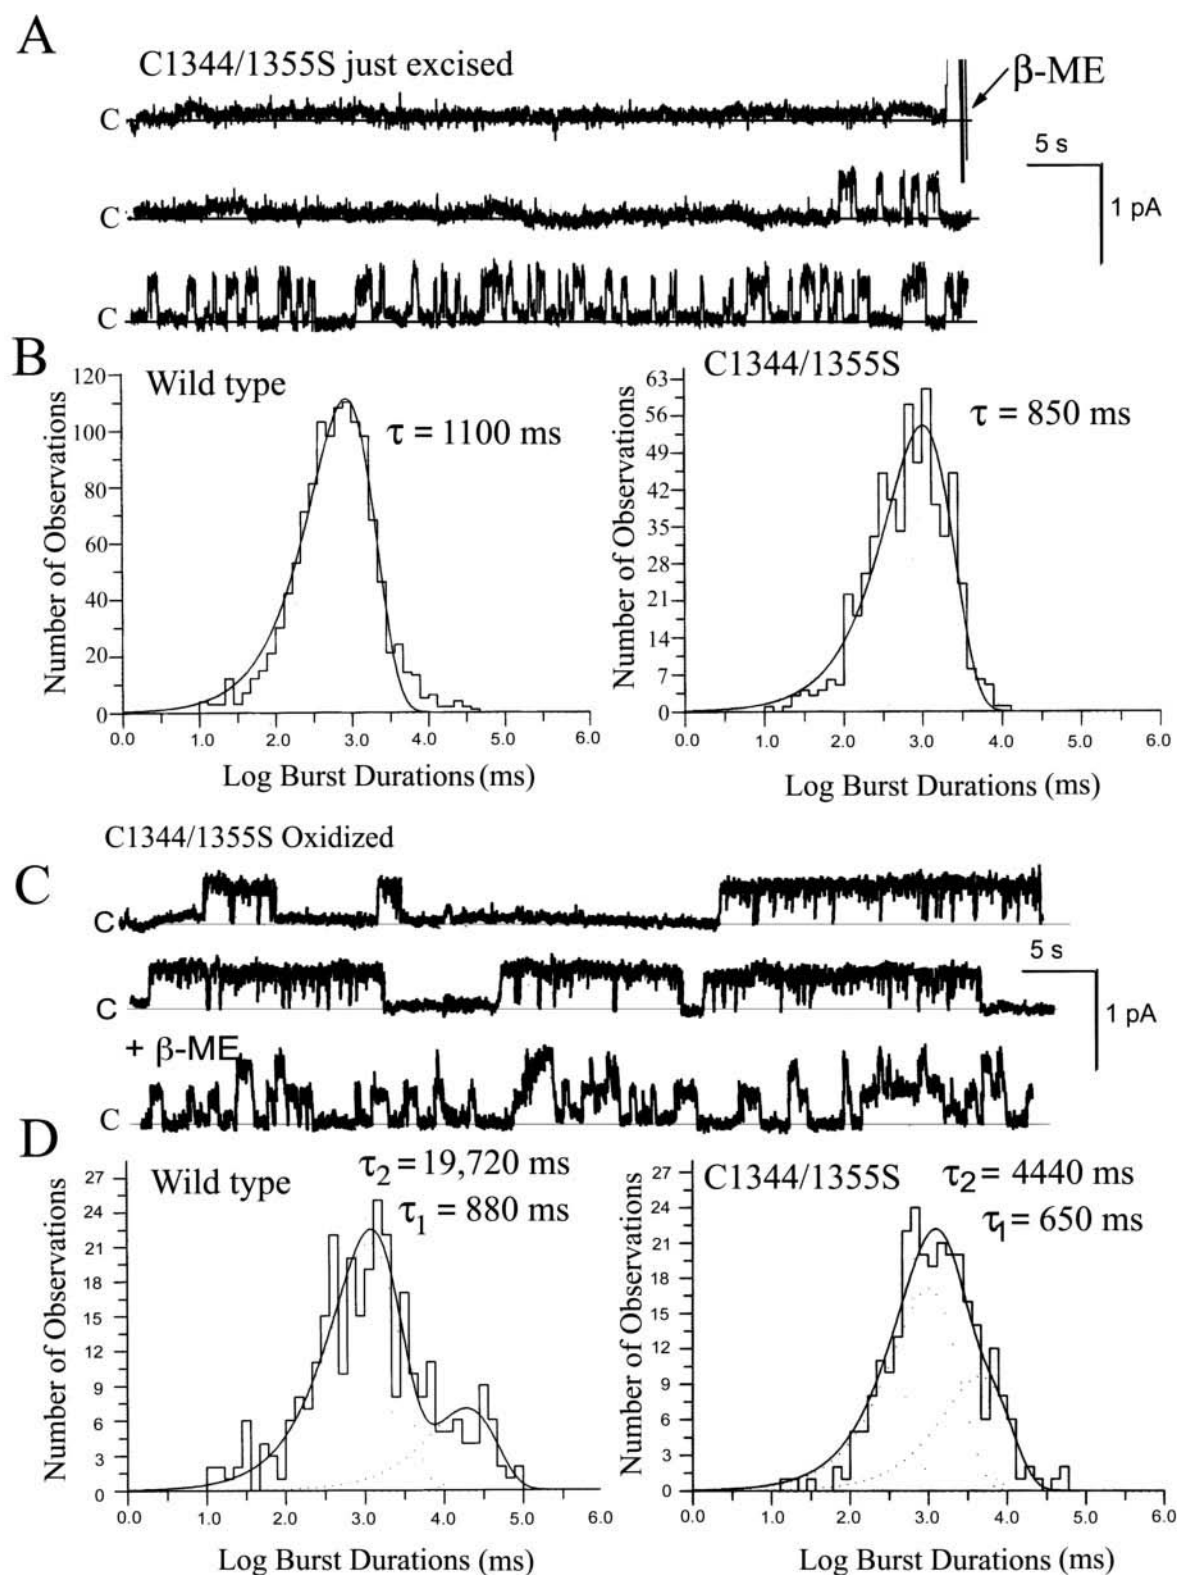 A
C1344/1355S just excised
β-ME
C
5 s
1 pA
C
C
B
Wild type
τ = 1100 ms
Number of Observations
120
100
80
60
40
20
0
0.0 1.0 2.0 3.0 4.0 5.0 6.0
Log Burst Durations (ms)
C1344/1355S
τ = 850 ms
Number of Observations
63
56
49
42
35
28
21
14
7
0
0.0 1.0 2.0 3.0 4.0 5.0 6.0
Log Burst Durations (ms)
C1344/1355S Oxidized
C
C
5 s
1 pA
C
+ β-ME
C
D
Wild type
τ2 = 19,720 ms
τ1 = 880 ms
Number of Observations
27
24
21
18
15
12
9
6
3
0
0.0 1.0 2.0 3.0 4.0 5.0 6.0
Log Burst Durations (ms)
C1344/1355S
τ2 = 4440 ms
τ1 = 650 ms
Number of Observations
27
24
21
18
15
12
9
6
3
0
0.0 1.0 2.0 3.0 4.0 5.0 6.0
Log Burst Durations (ms)